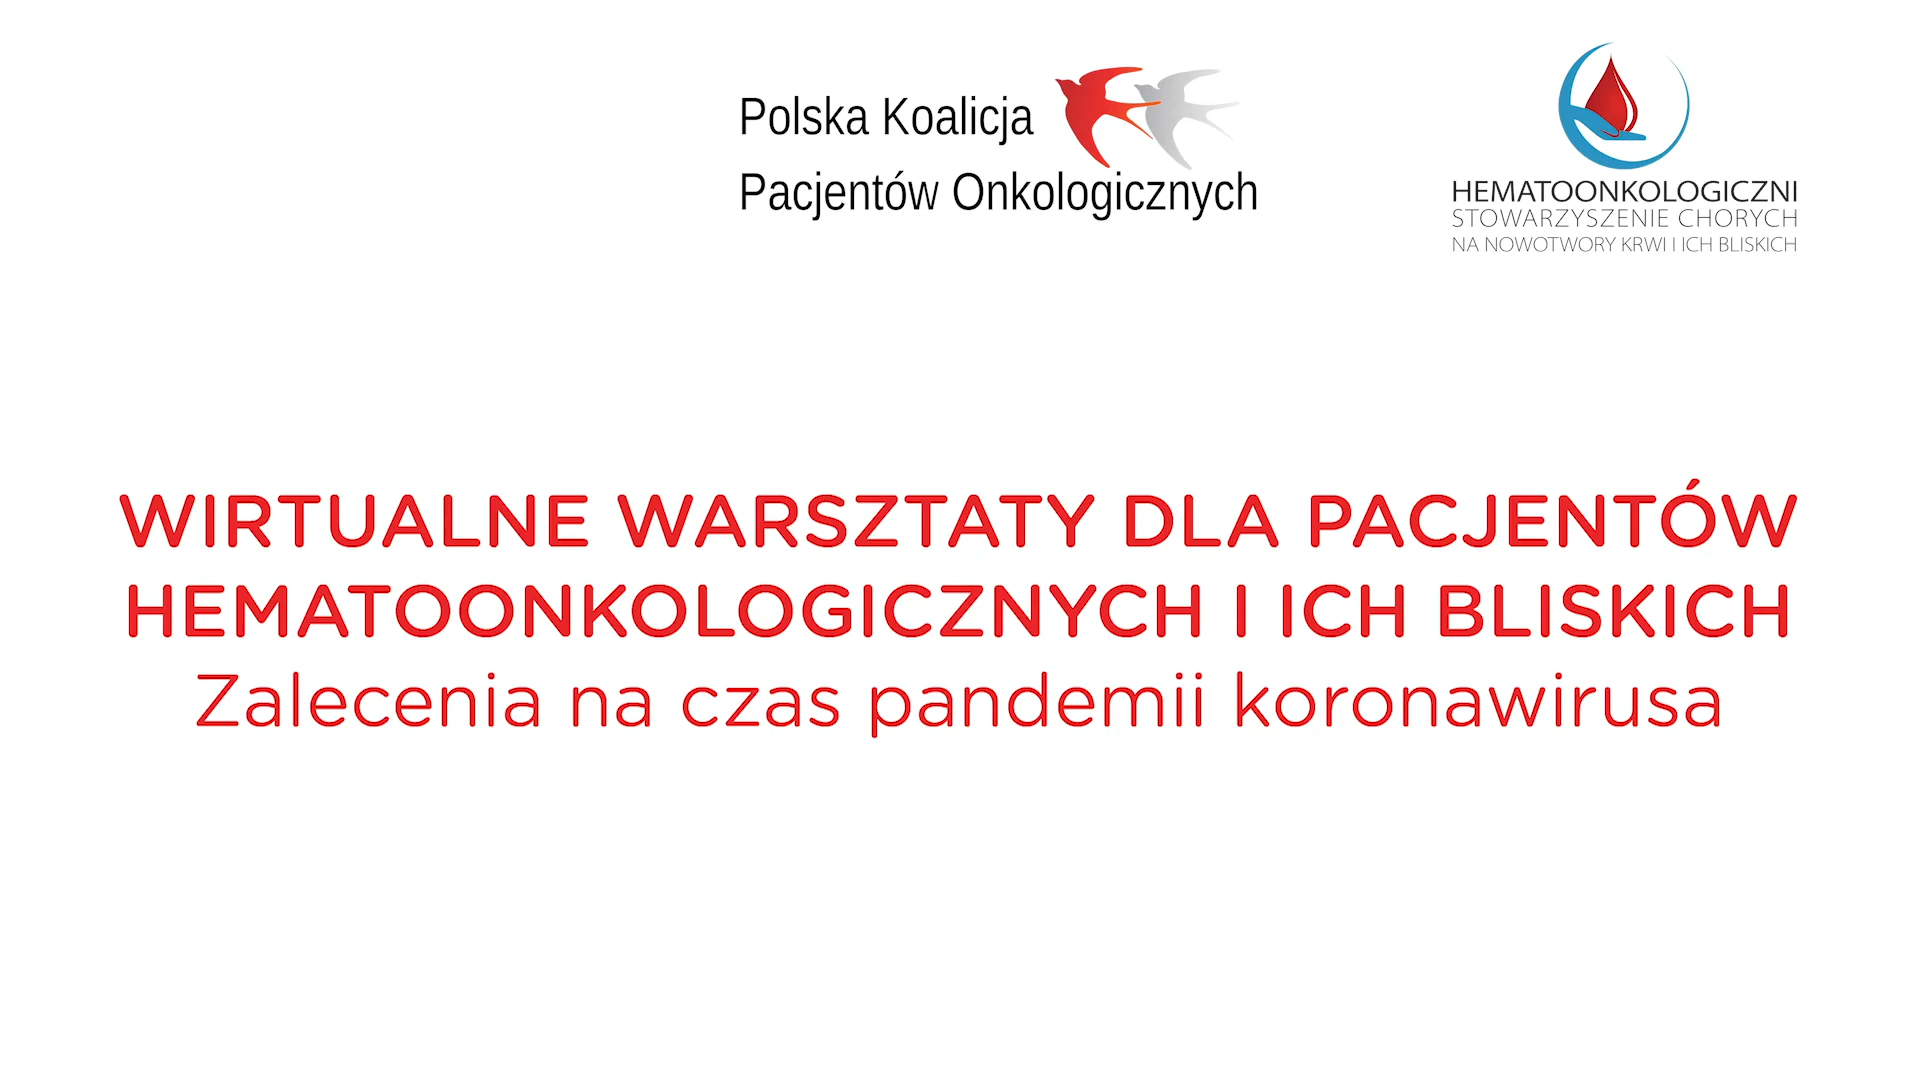 Polska Koalicja
Pacjentów Onkologicznych
HEMATOONKOLOGICZNI
STOWARZYSZENIE CHORYCH
NA NOWOTWORY KRWI I ICH BLISKICH
WIRTUALNE WARSZTATY DLA PACJENTÓW
HEMATOONKOLOGICZNYCH I ICH BLISKICH
Zalecenia na czas pandemii koronawirusa